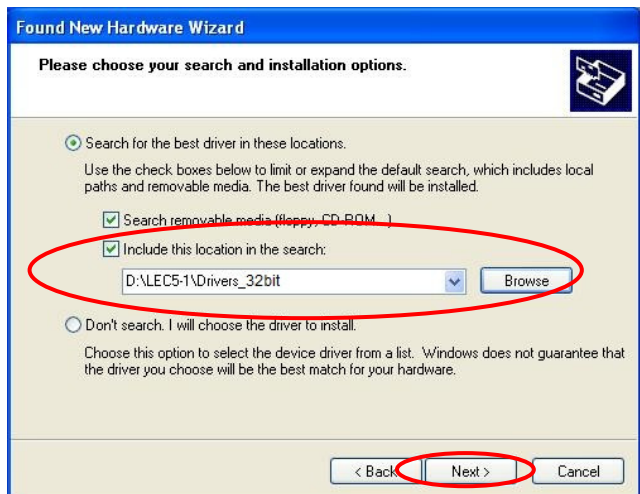 Found New Hardware Wizard
Please choose your search and installation options.
Search for the best driver in these locations.
Use the check boxes below to limit or expand the default search, which includes local
paths and removable media. The best driver found will be installed.
Search removable media (floppy, CD-ROM...)
Include this location in the search:
D:\LEC5-1\Drivers_32bit
Browse
Don't search. I will choose the driver to install.
Choose this option to select the device driver from a list. Windows does not guarantee that
the driver you choose will be the best match for your hardware.
< Back
Next >
Cancel